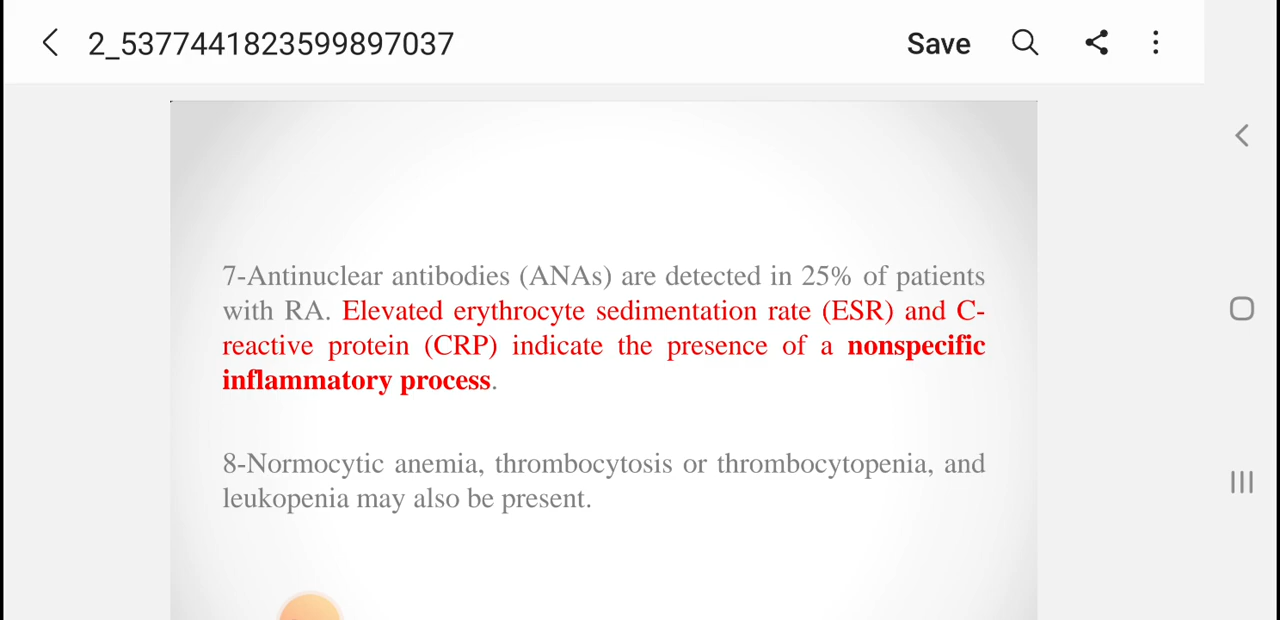 2_5377441823599897037
Save
7-Antinuclear antibodies (ANAs) are detected in 25% of patients
with RA. Elevated erythrocyte sedimentation rate (ESR) and C-
reactive protein (CRP) indicate the presence of a nonspecific
inflammatory process.
8-Normocytic anemia, thrombocytosis or thrombocytopenia, and
leukopenia may also be present.